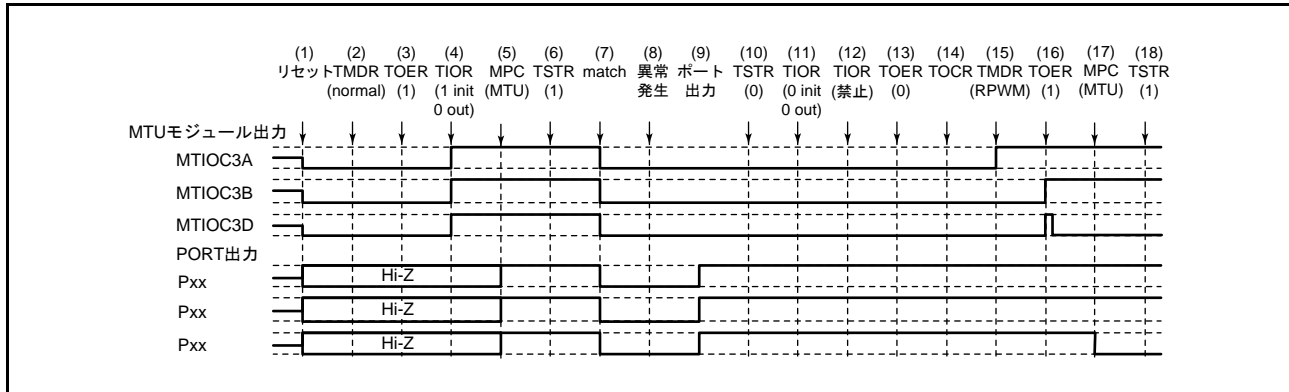 (1) (2) (3) (4) (5) (6) (7) (8) (9) (10) (11) (12) (13) (14) (15) (16) (17) (18)
リセット TMDR TOER TIOR MPC TSTR match 異常 ポート TSTR TIOR TIOR TOER TOCR TMDR TOER MPC TSTR
(normal) (1) (1 init (MTU) (1) 発生 出力 (0) (0 init (禁止) (0) (RPWM) (1) (MTU) (1)
0 out) 0 out)
MTUモジュール出力
MTIOC3A
MTIOC3B
MTIOC3D
PORT出力
Pxx Hi-Z
Pxx Hi-Z
Pxx Hi-Z